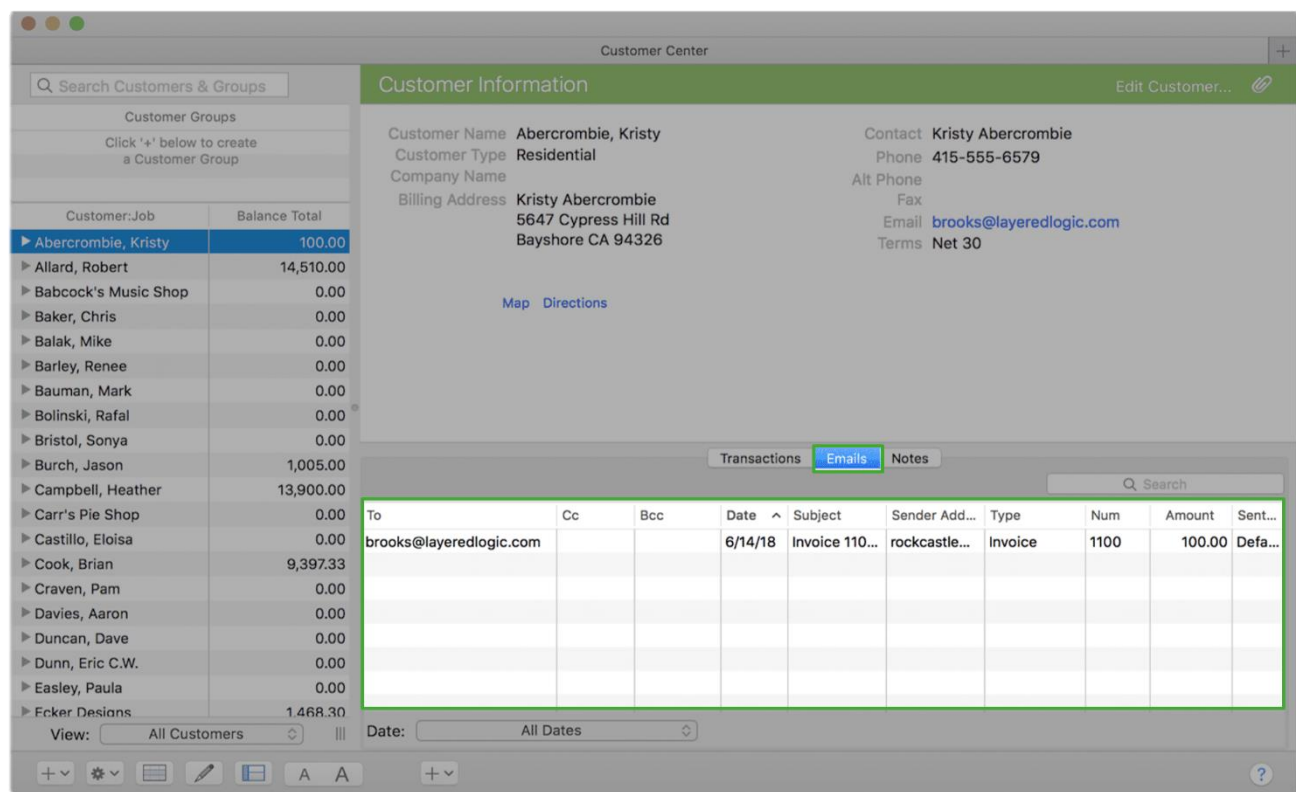 Customer Center
Search Customers & Groups
Customer Groups
Click '+' below to create
a Customer Group
Customer:Job Balance Total
Abercrombie, Kristy 100.00
Allard, Robert 14,510.00
Babcock's Music Shop 0.00
Baker, Chris 0.00
Balak, Mike 0.00
Barley, Renee 0.00
Bauman, Mark 0.00
Bolinski, Rafal 0.00
Bristol, Sonya 0.00
Burch, Jason 1,005.00
Campbell, Heather 13,900.00
Carr's Pie Shop 0.00
Castillo, Eloisa 0.00
Cook, Brian 9,397.33
Craven, Pam 0.00
Davies, Aaron 0.00
Duncan, Dave 0.00
Dunn, Eric C.W. 0.00
Easley, Paula 0.00
Ecker Designs 1,468.30
View: All Customers
A A
Customer Information Edit Customer...
Customer Name Abercrombie, Kristy
Customer Type Residential
Company Name
Billing Address Kristy Abercrombie
5647 Cypress Hill Rd
Bayshore CA 94326
Map Directions
Contact Kristy Abercrombie
Phone 415-555-6579
Alt Phone
Fax
Email brooks@layeredlogic.com
Terms Net 30
Transactions Emails Notes
Search
To Cc Bcc Date Subject Sender Add... Type Num Amount Sent...
brooks@layeredlogic.com 6/14/18 Invoice 110... rockcastle... Invoice 1100 100.00 Defa...
Date: All Dates
?